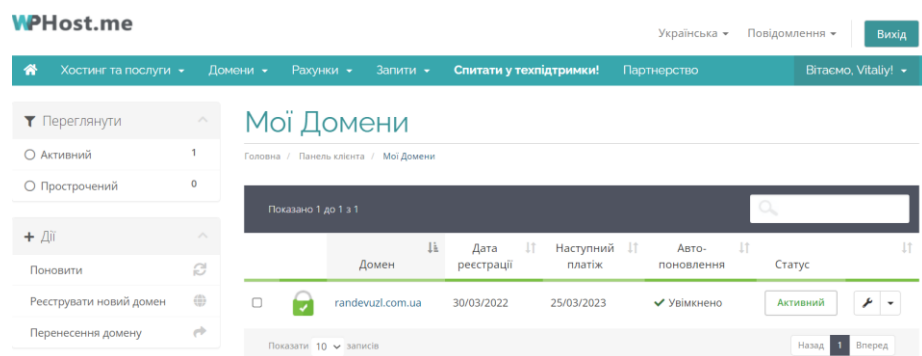 WPHost.me
Українська Повідомлення Вихід
Хостинг та послуги Домени Рахунки Запити Спитати у техпідтримки! Партнерство Вітаємо, Vitaliy!
Переглянути
Активний 1
Прострочений 0
Дії
Поновити
Реєструвати новий домен
Перенесення домену
Мої Домени
Головна / Панель клієнта / Мої Домени
Показано 1 до 1 з 1
Домен Дата реєстрації Наступний платіж Авто-поновлення Статус
randevuzl.com.ua 30/03/2022 25/03/2023 Увімкнено Активний
Показати 10 записів Назад 1 Вперед